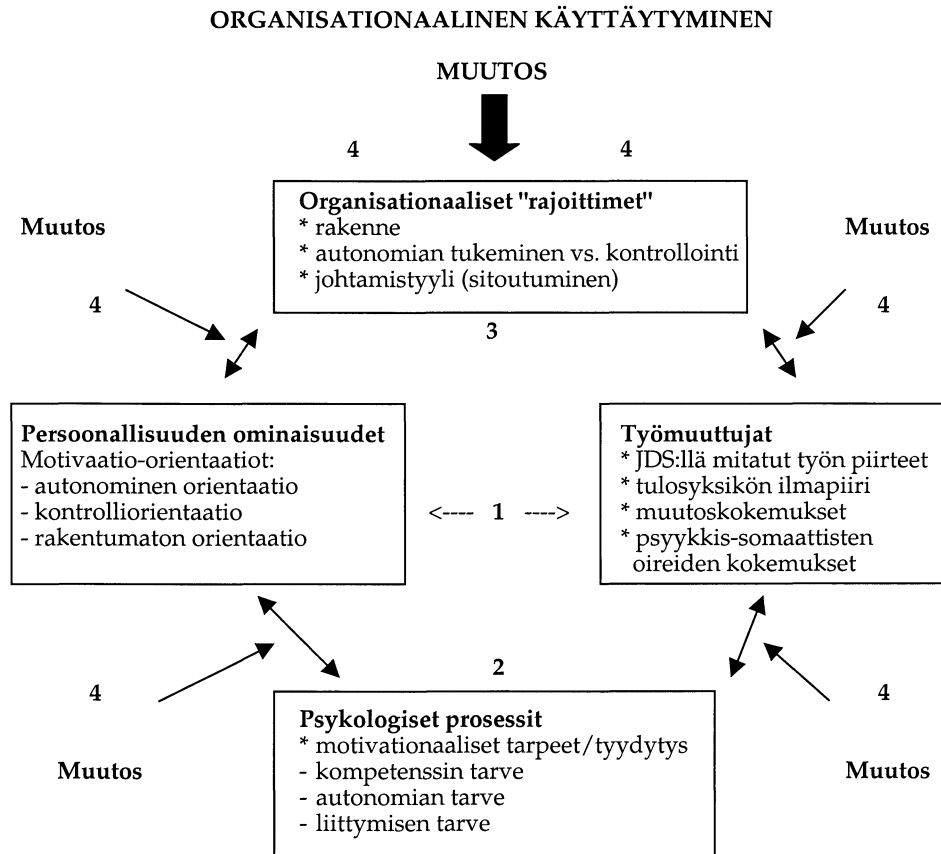 ORGANISATIONAALINEN KÄYTTÄYTYMINEN
MUUTOS
4 4
Organisationaaliset "rajoittimet"
* rakenne
* autonomian tukeminen vs. kontrollointi
* johtamistyyli (sitoutuminen)
Muutos
Muutos
4
4
3
Persoonallisuuden ominaisuudet
Motivaatio-orientaatiot:
- autonominen orientaatio
- kontrolliorientaatio
- rakentumaton orientaatio
<---- 1 ---->
Työmuuttujat
* JDS:llä mitatut työn piirteet
* tulosyksikön ilmapiiri
* muutoskokemukset
* psyykkis-somaattisten
oireiden kokemukset
2
4
4
Muutos
Muutos
Psykologiset prosessit
* motivationaaliset tarpeet/tyydytys
- kompetenssin tarve
- autonomian tarve
- liittymisen tarve